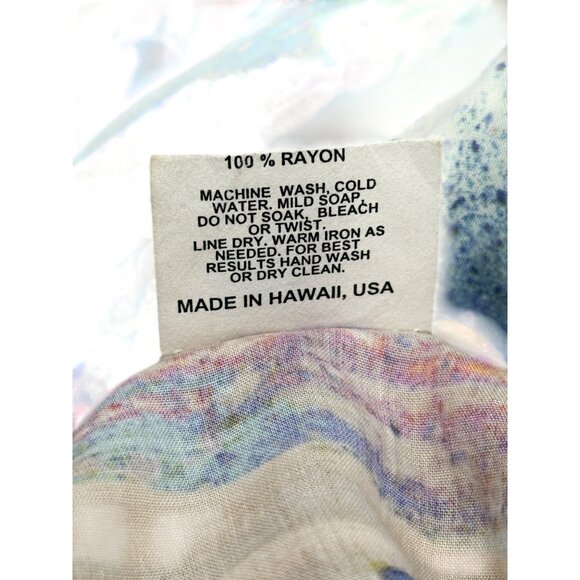 100 % RAYON
MACHINE WASH, COLD
WATER. MILD SOAP,
DO NOT SOAK, BLEACH
OR TWIST.
LINE DRY. WARM IRON AS
NEEDED. FOR BEST
RESULTS HAND WASH
OR DRY CLEAN.
MADE IN HAWAII, USA